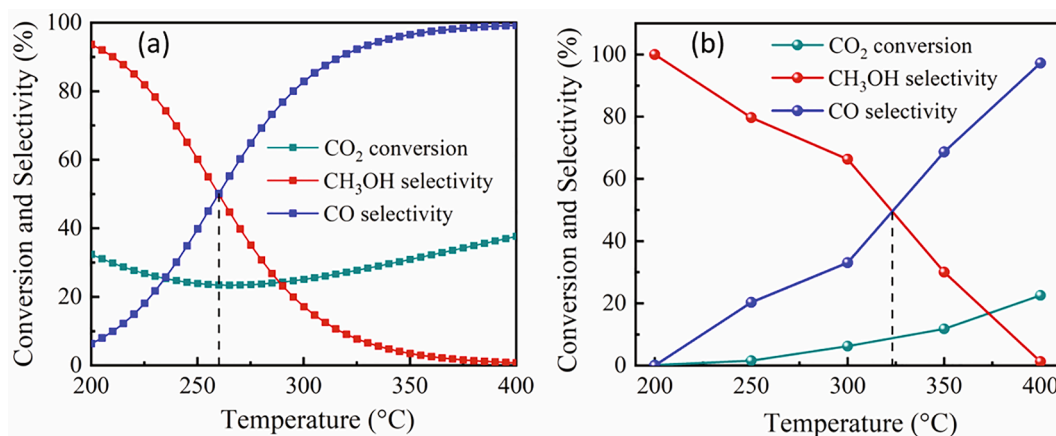 (a)
Conversion and Selectivity (%)
100
80
60
40
20
0
CO₂ conversion
CH₃OH selectivity
CO selectivity
200
250
300
350
400
Temperature (°C)
(b)
Conversion and Selectivity (%)
100
80
60
40
20
0
CO₂ conversion
CH₃OH selectivity
CO selectivity
200
250
300
350
400
Temperature (°C)